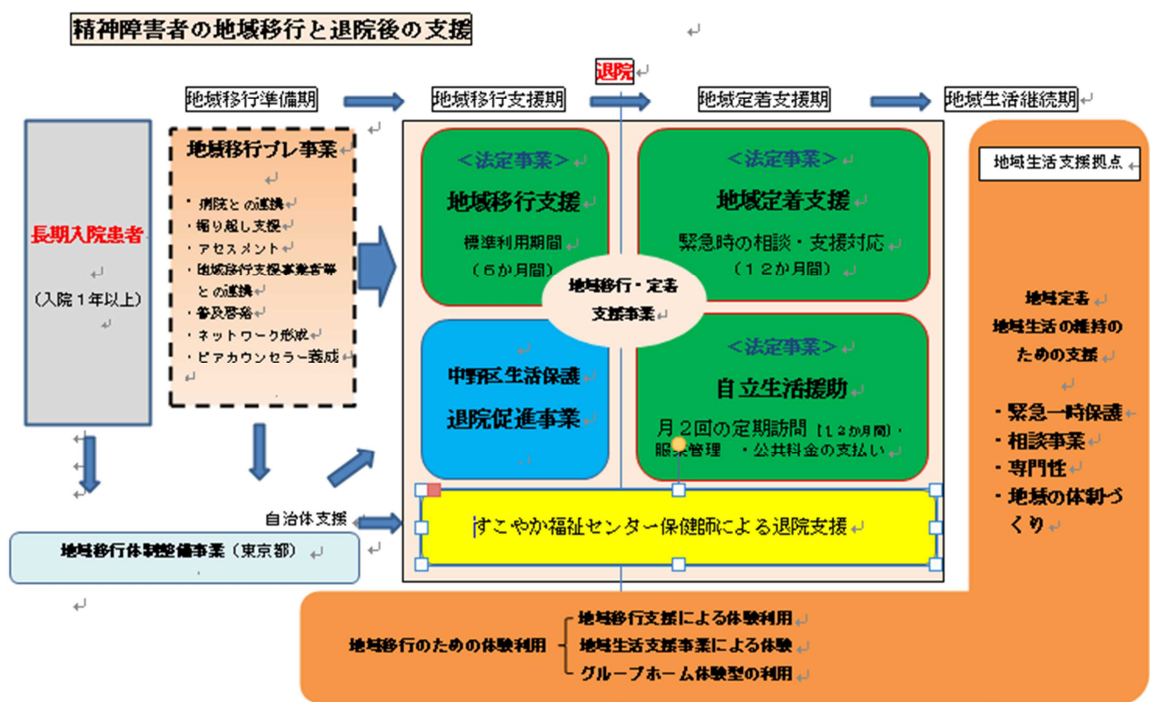 精神障害者の地域移行と退院後の支援
退院
地域移行準備期
地域移行支援期
地域定着支援期
地域生活継続期
長期入院患者
(入院1年以上)
地域移行プレ事業
・病院との連携
・掘り起し支援
・アセスメント
・地域移行支援事業者等
との連携
・普及啓発
・ネットワーク形成
・ピアカウンセラー養成
<法定事業>
地域移行支援
標準利用期間
(6か月間)
<法定事業>
地域定着支援
緊急時の相談・支援対応
(12か月間)
地域移行・定着
支援事業
中野区生活保護
退院促進事業
<法定事業>
自立生活援助
月2回の定期訪問[12か月間]・
服薬管理 ・公共料金の支払い
自治体支援
すこやか福祉センター保健師による退院支援
地域移行体制整備事業(東京都)
地域生活支援拠点
地域定着
地域生活の維持の
ための支援
・緊急一時保護
・相談事業
・専門性
・地域の体制づ
くり
地域移行のための体験利用
地域移行支援による体験利用
地域生活支援事業による体験
グループホーム体験型の利用